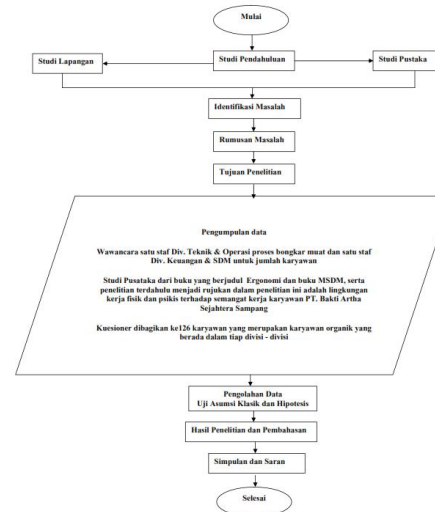 Mulai
Studi Lapangan
Studi Pendahuluan
Studi Pustaka
Identifikasi Masalah
Rumusan Masalah
Tujuan Penelitian
Pengumpulan data
Wawancara satu staf Div. Teknik & Operasi proses bongkar muat dan satu staf
Div. Keuangan & SDM untuk jumlah karyawan
Studi Pusataka dari buku yang berjudul Ergonomi dan buku MSDM, serta
penelitian terdahulu menjadi rujukan dalam penelitian ini adalah lingkungan
kerja fisik dan psikis terhadap semangat kerja karyawan PT. Bakti Artha
Sejahtera Sampang
Kuesioner dibagikan ke126 karyawan yang merupakan karyawan organik yang
berada dalam tiap divisi - divisi
Pengolahan Data
Uji Asumsi Klasik dan Hipotesis
Hasil Penelitian dan Pembahasan
Simpulan dan Saran
Selesai